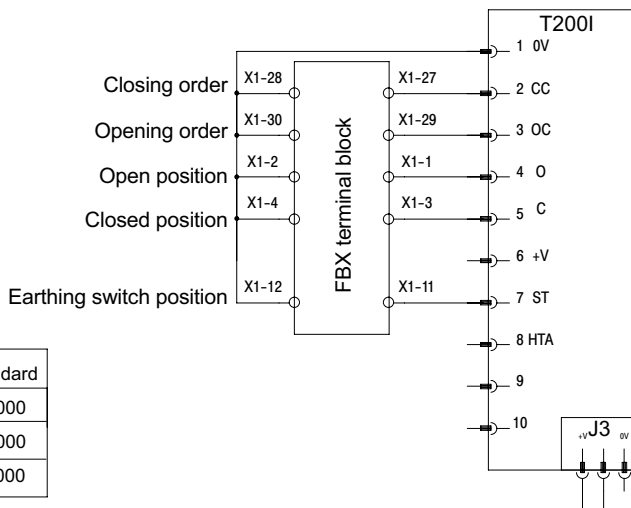 T200I
1 0V
Closing order X1-28 X1-27 2 CC
Opening order X1-30 X1-29 3 OC
Open position X1-2 X1-1 4 O
Closed position X1-4 X1-3 5 C
FBX terminal block
6 +V
Earthing switch position X1-12 X1-11 7 ST
8 HTA
9
10
dard
000
000
000
+V J3 0V